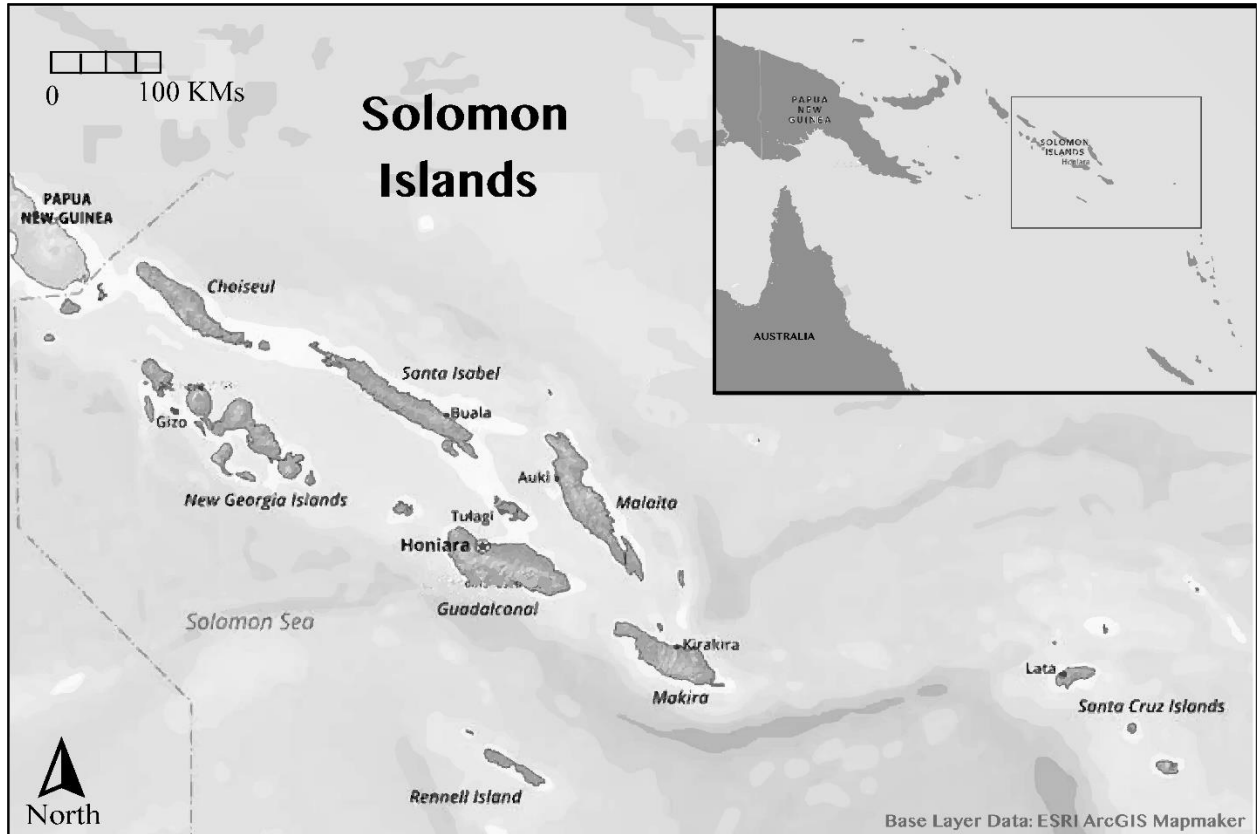 0 100 KMs
Solomon
Islands
PAPUA
NEW GUINEA
SOLOMON
ISLANDS
Honiara
AUSTRALIA
PAPUA
NEW GUINEA
Choiseul
Santa Isabel
Buala
Gizo
New Georgia Islands
Auki
Malaita
Tulagi
Honiara
Guadalconal
Solomon Sea
Kirakira
Makira
Lata
Santa Cruz Islands
Rennell Island
North
Base Layer Data: ESRI ArcGIS Mapmaker